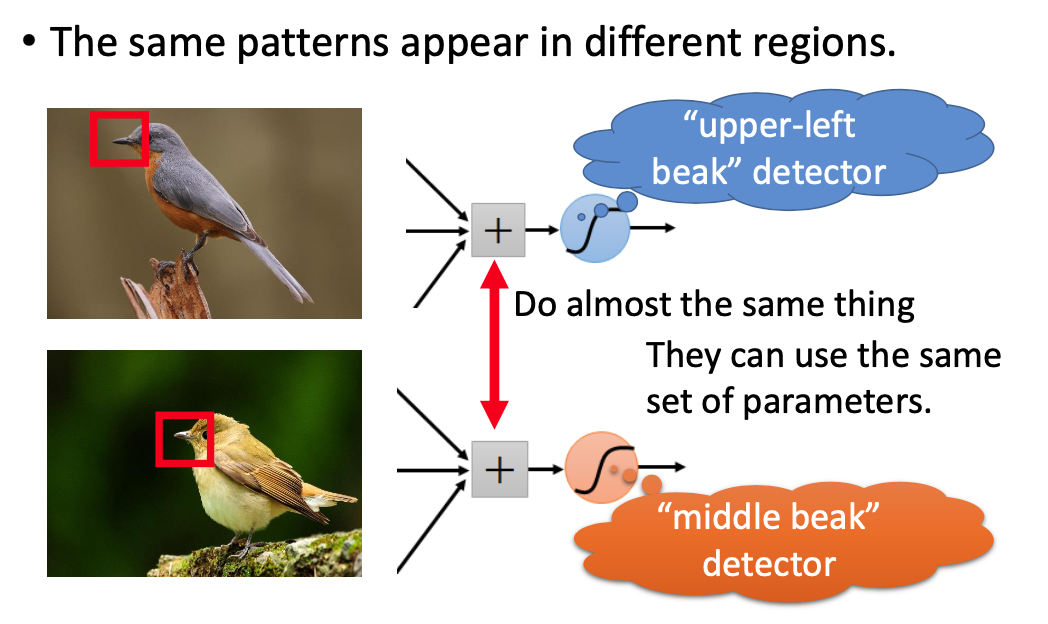 • The same patterns appear in different regions.
“upper-left
beak” detector
+
Do almost the same thing
They can use the same
set of parameters.
+
“middle beak”
detector